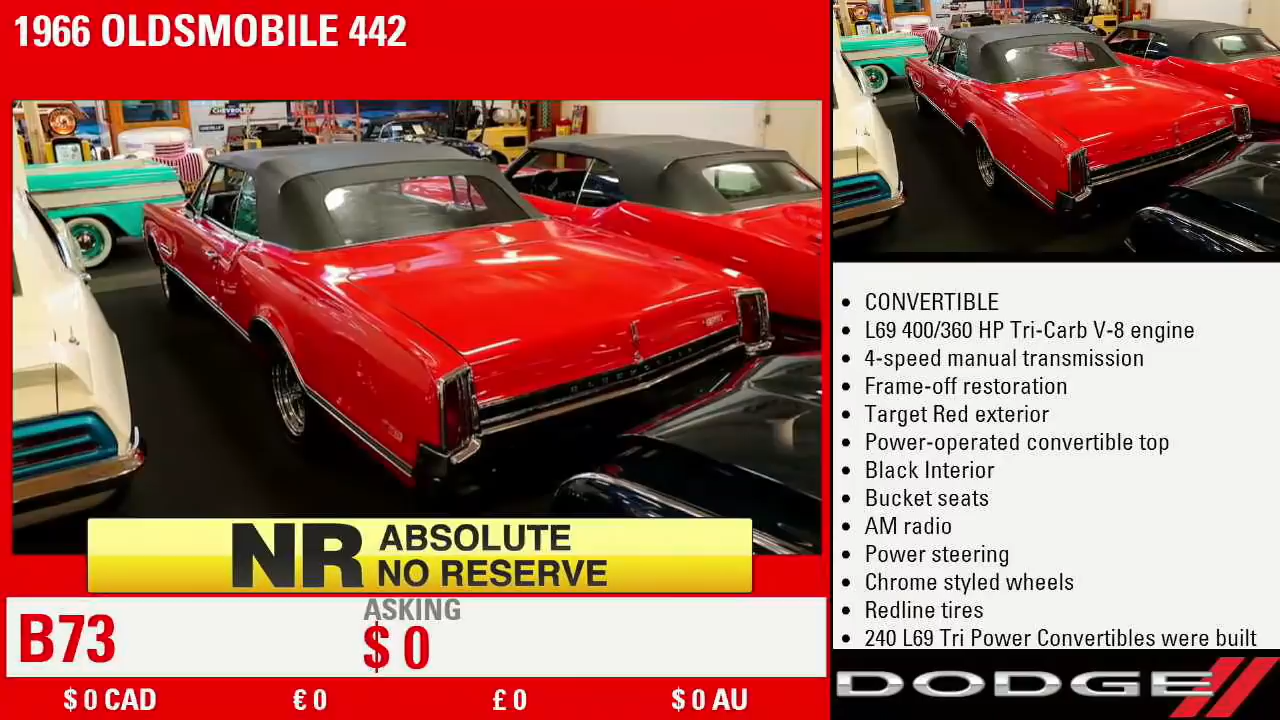 1966 OLDSMOBILE 442
CHEVROLET
NR ABSOLUTE
NO RESERVE
B73
ASKING
$ 0
$ 0 CAD
€ 0
£ 0
$ 0 AU
• CONVERTIBLE
• L69 400/360 HP Tri-Carb V-8 engine
• 4-speed manual transmission
• Frame-off restoration
• Target Red exterior
• Power-operated convertible top
• Black Interior
• Bucket seats
• AM radio
• Power steering
• Chrome styled wheels
• Redline tires
• 240 L69 Tri Power Convertibles were built
DODGE